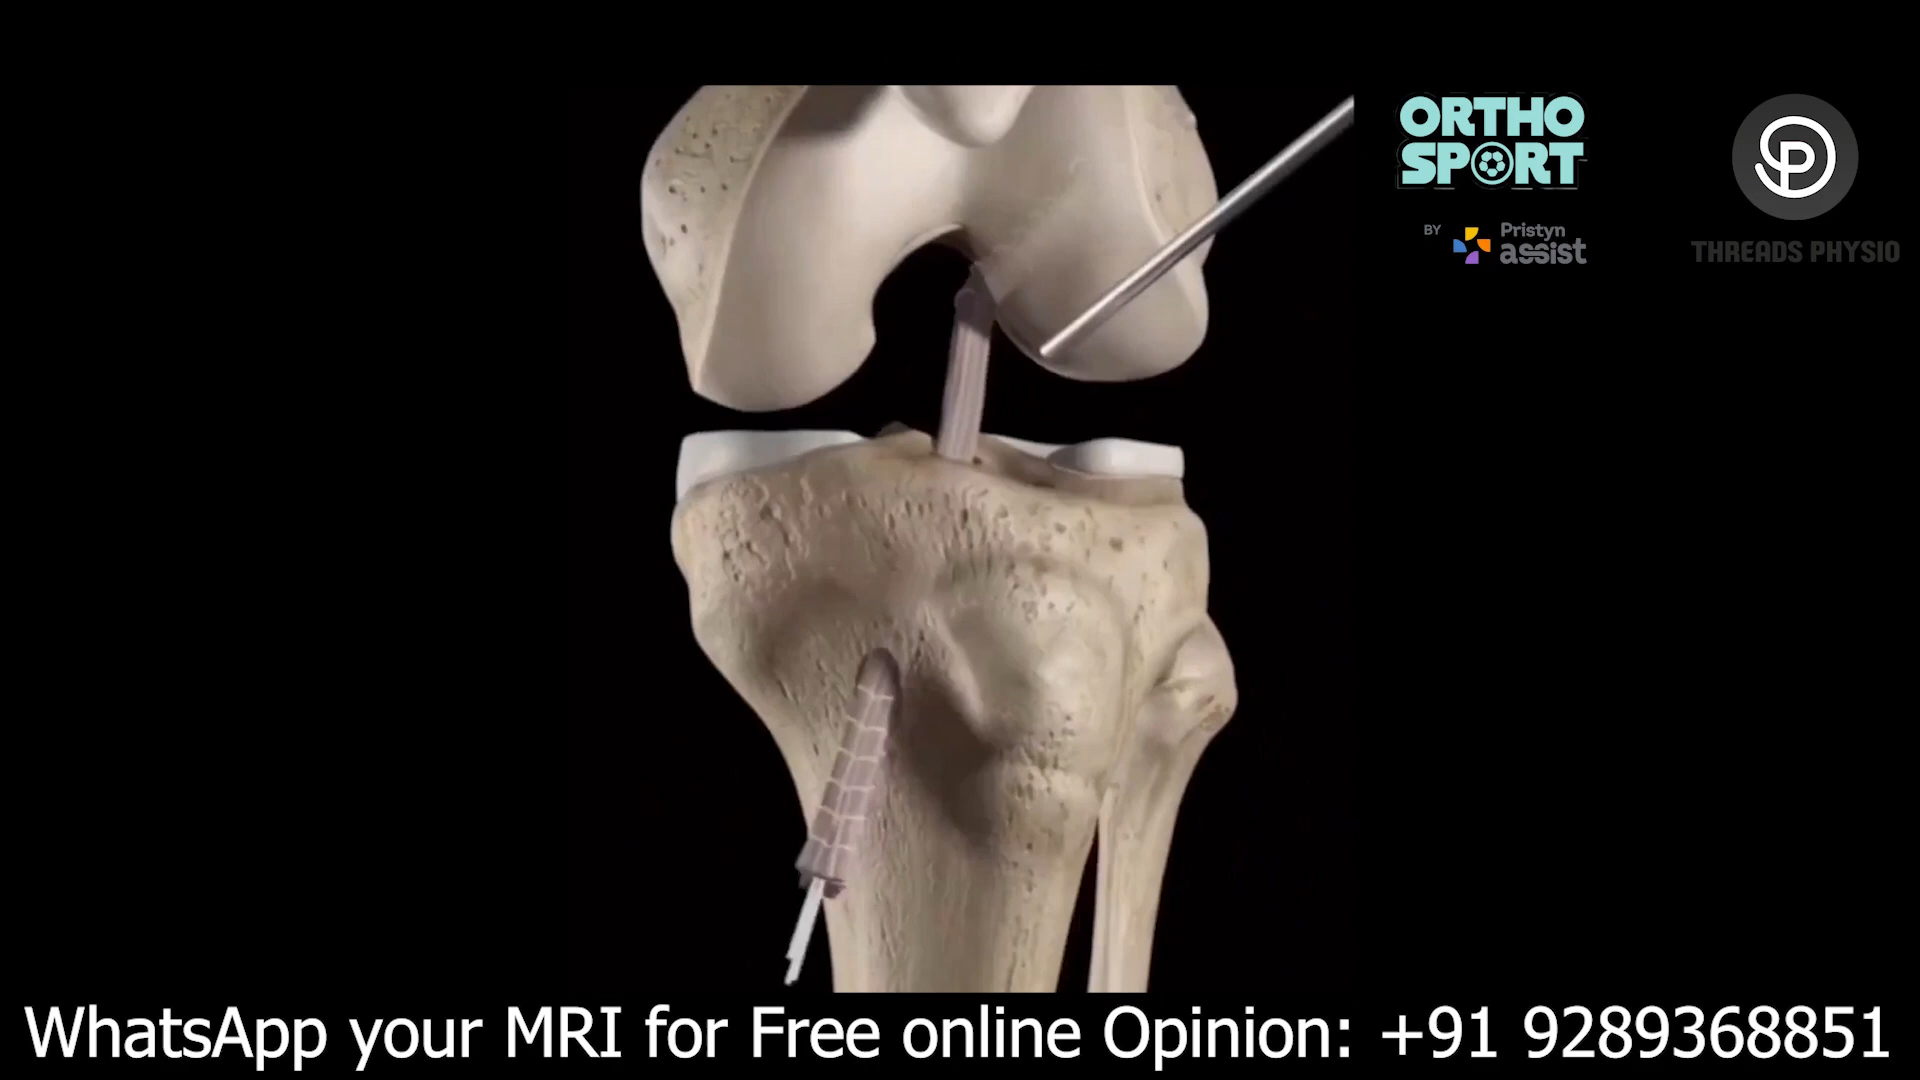 ORTHO
SPORT
BY Pristyn
assist
THREADS PHYSIO
WhatsApp your MRI for Free online Opinion: +91 9289368851